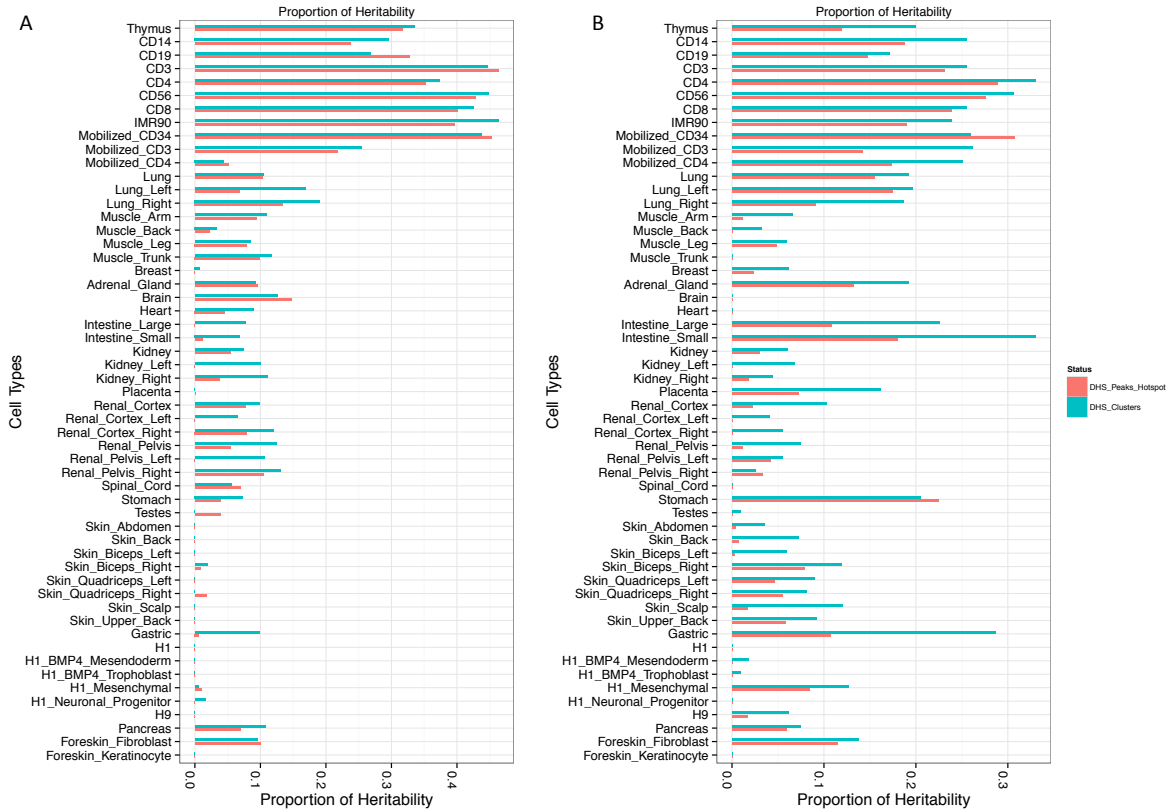 A
Proportion of Heritability
Cell Types
Thymus
CD14
CD19
CD3
CD4
CD56
CD8
IMR90
Mobilized_CD34
Mobilized_CD3
Mobilized_CD4
Lung
Lung_Left
Lung_Right
Muscle_Arm
Muscle_Back
Muscle_Leg
Muscle_Trunk
Breast
Adrenal_Gland
Brain
Heart
Intestine_Large
Intestine_Small
Kidney
Kidney_Left
Kidney_Right
Placenta
Renal_Cortex
Renal_Cortex_Left
Renal_Cortex_Right
Renal_Pelvis
Renal_Pelvis_Left
Renal_Pelvis_Right
Spinal_Cord
Stomach
Testes
Skin_Abdomen
Skin_Back
Skin_Biceps_Left
Skin_Biceps_Right
Skin_Quadriceps_Left
Skin_Quadriceps_Right
Skin_Scalp
Skin_Upper_Back
Gastric
H1
H1_BMP4_Mesendoderm
H1_BMP4_Trophoblast
H1_Mesenchymal
H1_Neuronal_Progenitor
H9
Pancreas
Foreskin_Fibroblast
Foreskin_Keratinocyte
0.0
0.1
0.2
0.3
0.4
Proportion of Heritability
B
Proportion of Heritability
Cell Types
Thymus
CD14
CD19
CD3
CD4
CD56
CD8
IMR90
Mobilized_CD34
Mobilized_CD3
Mobilized_CD4
Lung
Lung_Left
Lung_Right
Muscle_Arm
Muscle_Back
Muscle_Leg
Muscle_Trunk
Breast
Adrenal_Gland
Brain
Heart
Intestine_Large
Intestine_Small
Kidney
Kidney_Left
Kidney_Right
Placenta
Renal_Cortex
Renal_Cortex_Left
Renal_Cortex_Right
Renal_Pelvis
Renal_Pelvis_Left
Renal_Pelvis_Right
Spinal_Cord
Stomach
Testes
Skin_Abdomen
Skin_Back
Skin_Biceps_Left
Skin_Biceps_Right
Skin_Quadriceps_Left
Skin_Quadriceps_Right
Skin_Scalp
Skin_Upper_Back
Gastric
H1
H1_BMP4_Mesendoderm
H1_BMP4_Trophoblast
H1_Mesenchymal
H1_Neuronal_Progenitor
H9
Pancreas
Foreskin_Fibroblast
Foreskin_Keratinocyte
0.0
0.1
0.2
0.3
Proportion of Heritability
Status
DHS_Peaks_Hotspot
DHS_Clusters